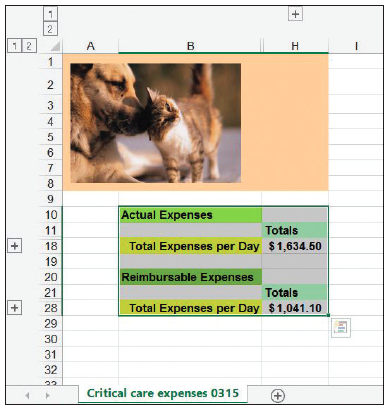 1
2
1 2 A B H I
1
2
3
4
5
6
7
8
9
10 Actual Expenses
11 Totals
18 Total Expenses per Day $1,634.50
19
20 Reimbursable Expenses
21 Totals
28 Total Expenses per Day $1,041.10
29
30
31
32
33
Critical care expenses 0315